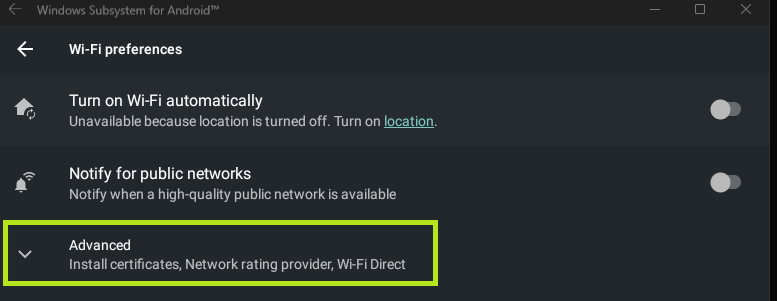 Windows Subsystem for Android™
Wi-Fi preferences
Turn on Wi-Fi automatically
Unavailable because location is turned off. Turn on location.
Notify for public networks
Notify when a high-quality public network is available
Advanced
Install certificates, Network rating provider, Wi-Fi Direct